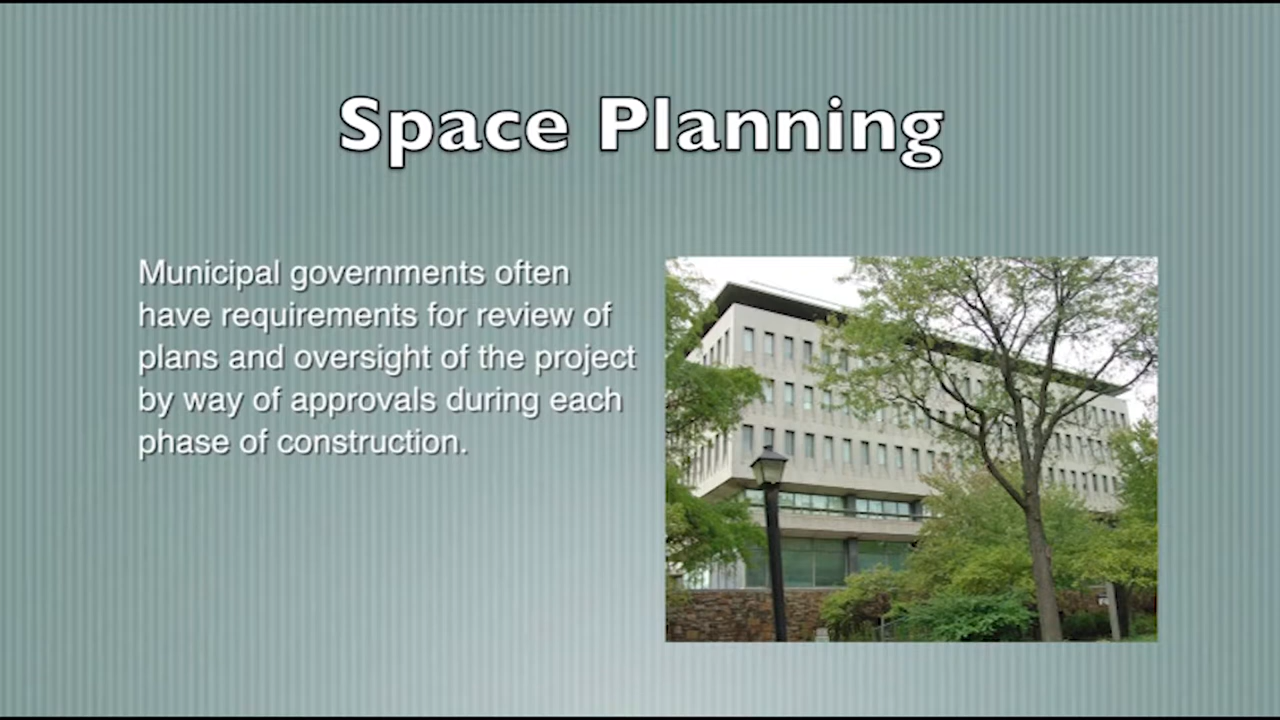 Space Planning
Municipal governments often
have requirements for review of
plans and oversight of the project
by way of approvals during each
phase of construction.